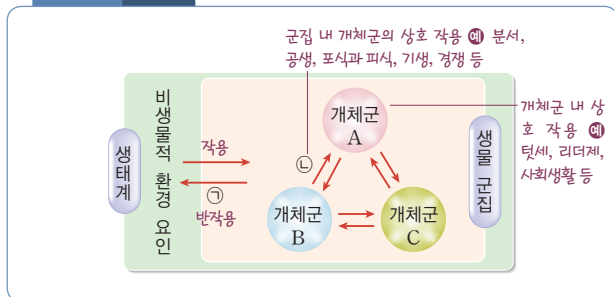 군집 내 개체군의 상호 작용 예 분서,
공생, 포식과 피식, 기생, 경쟁 등
개체군 내 상
호 작용 예
텃세, 리더제,
사회생활 등
생태계
비생물적 환경 요인
작용
㉠
반작용
㉡
개체군
A
개체군
B
개체군
C
생물 군집